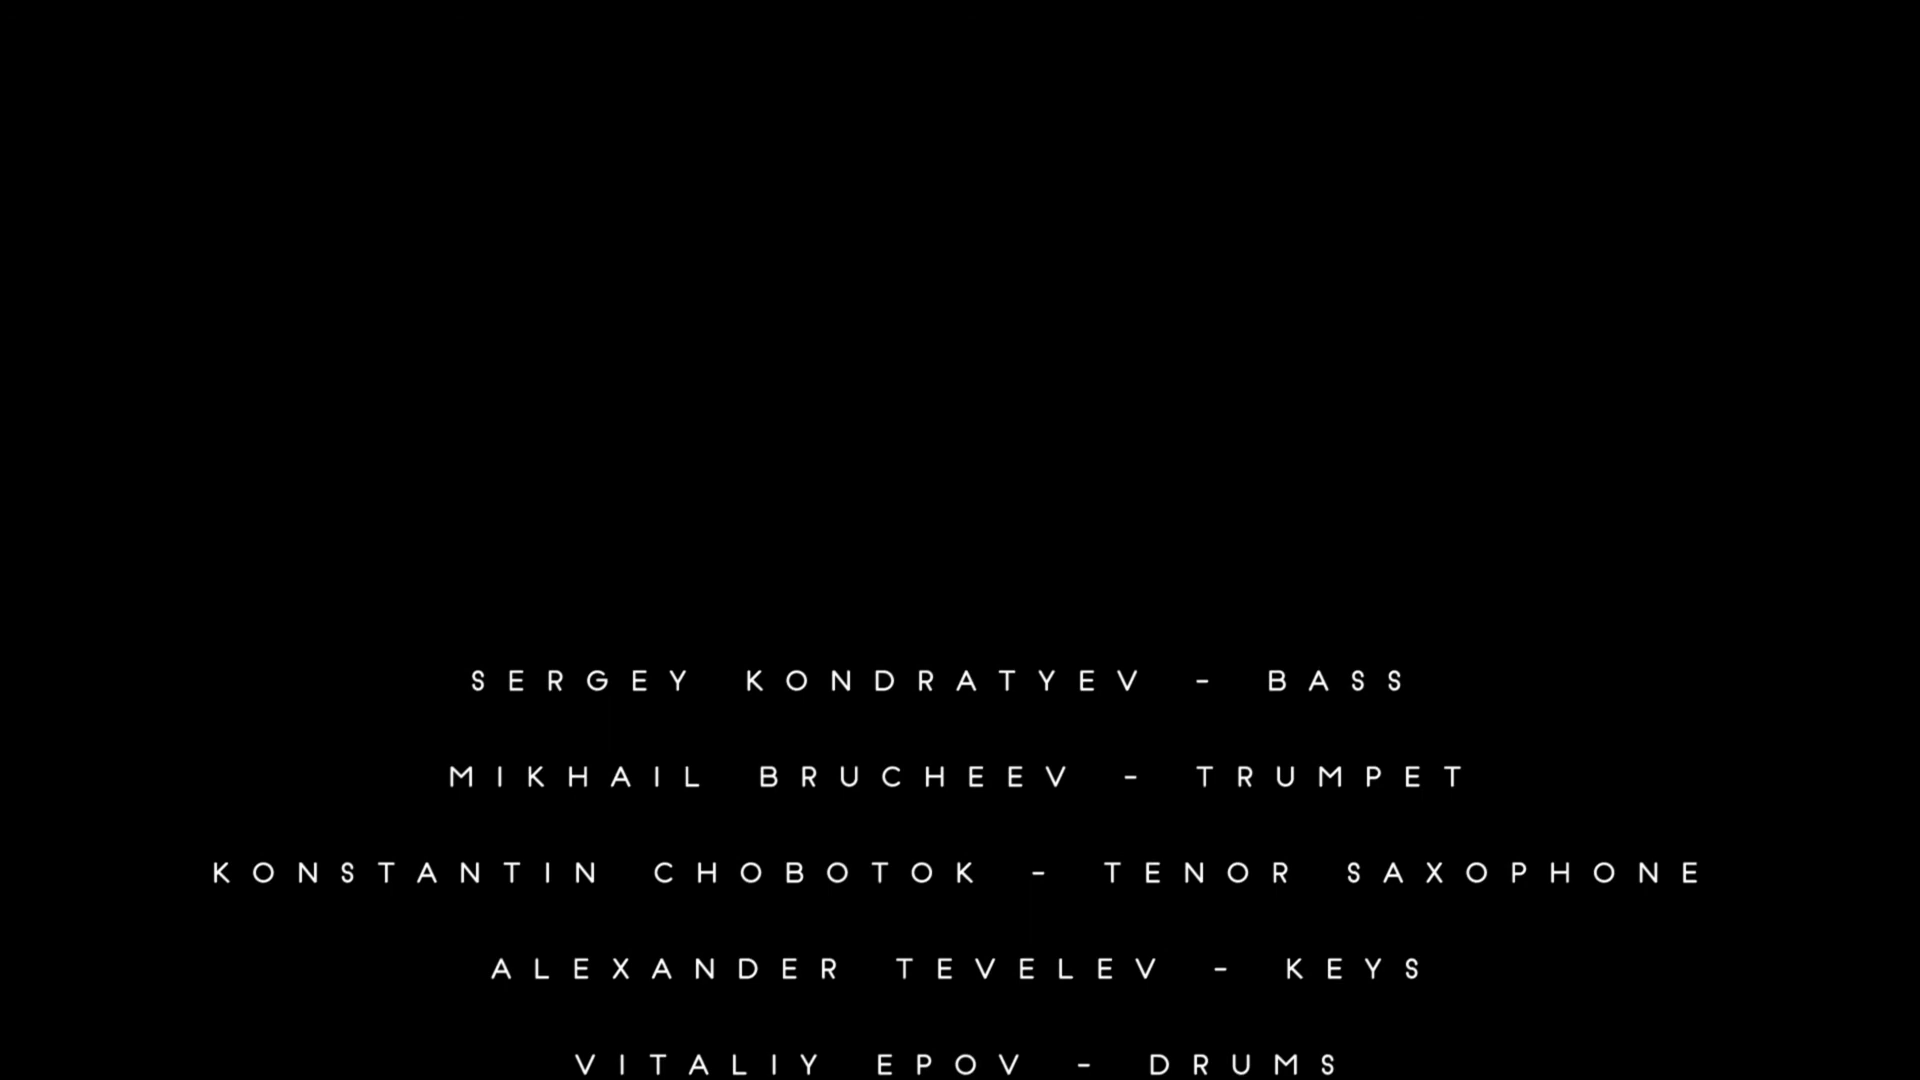 SERGEY KONDRATYEV - BASS
MIKHAIL BRUCHEEV - TRUMPET
KONSTANTIN CHOBOTOK - TENOR SAXOPHONE
ALEXANDER TEVELEV - KEYS
VITALIY EPOV - DRUMS